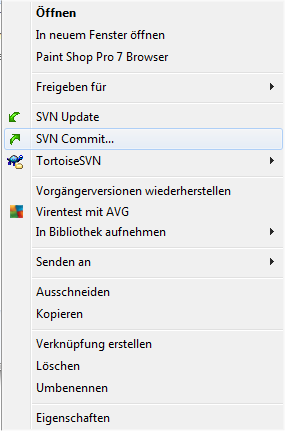 Öffnen
In neuem Fenster öffnen
Paint Shop Pro 7 Browser
Freigeben für
SVN Update
SVN Commit...
TortoiseSVN
Vorgängerversionen wiederherstellen
Virentest mit AVG
In Bibliothek aufnehmen
Senden an
Ausschneiden
Kopieren
Verknüpfung erstellen
Löschen
Umbenennen
Eigenschaften